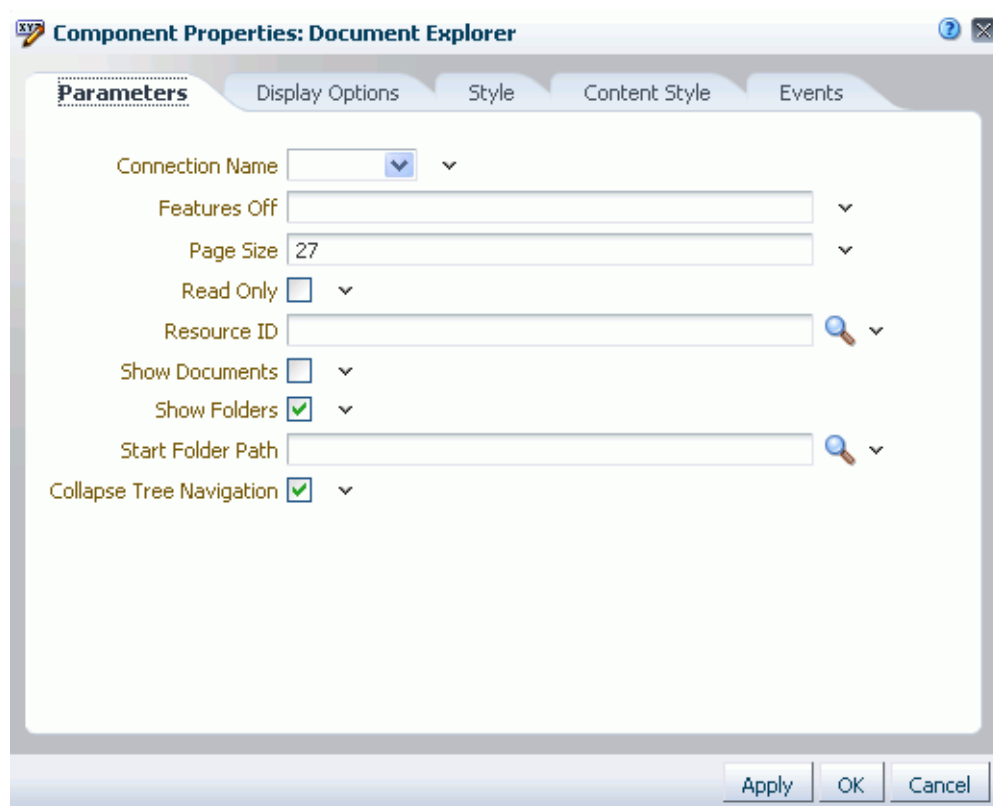 Component Properties: Document Explorer
Parameters Display Options Style Content Style Events
Connection Name
Features Off
Page Size 27
Read Only
Resource ID
Show Documents
Show Folders
Start Folder Path
Collapse Tree Navigation
Apply OK Cancel